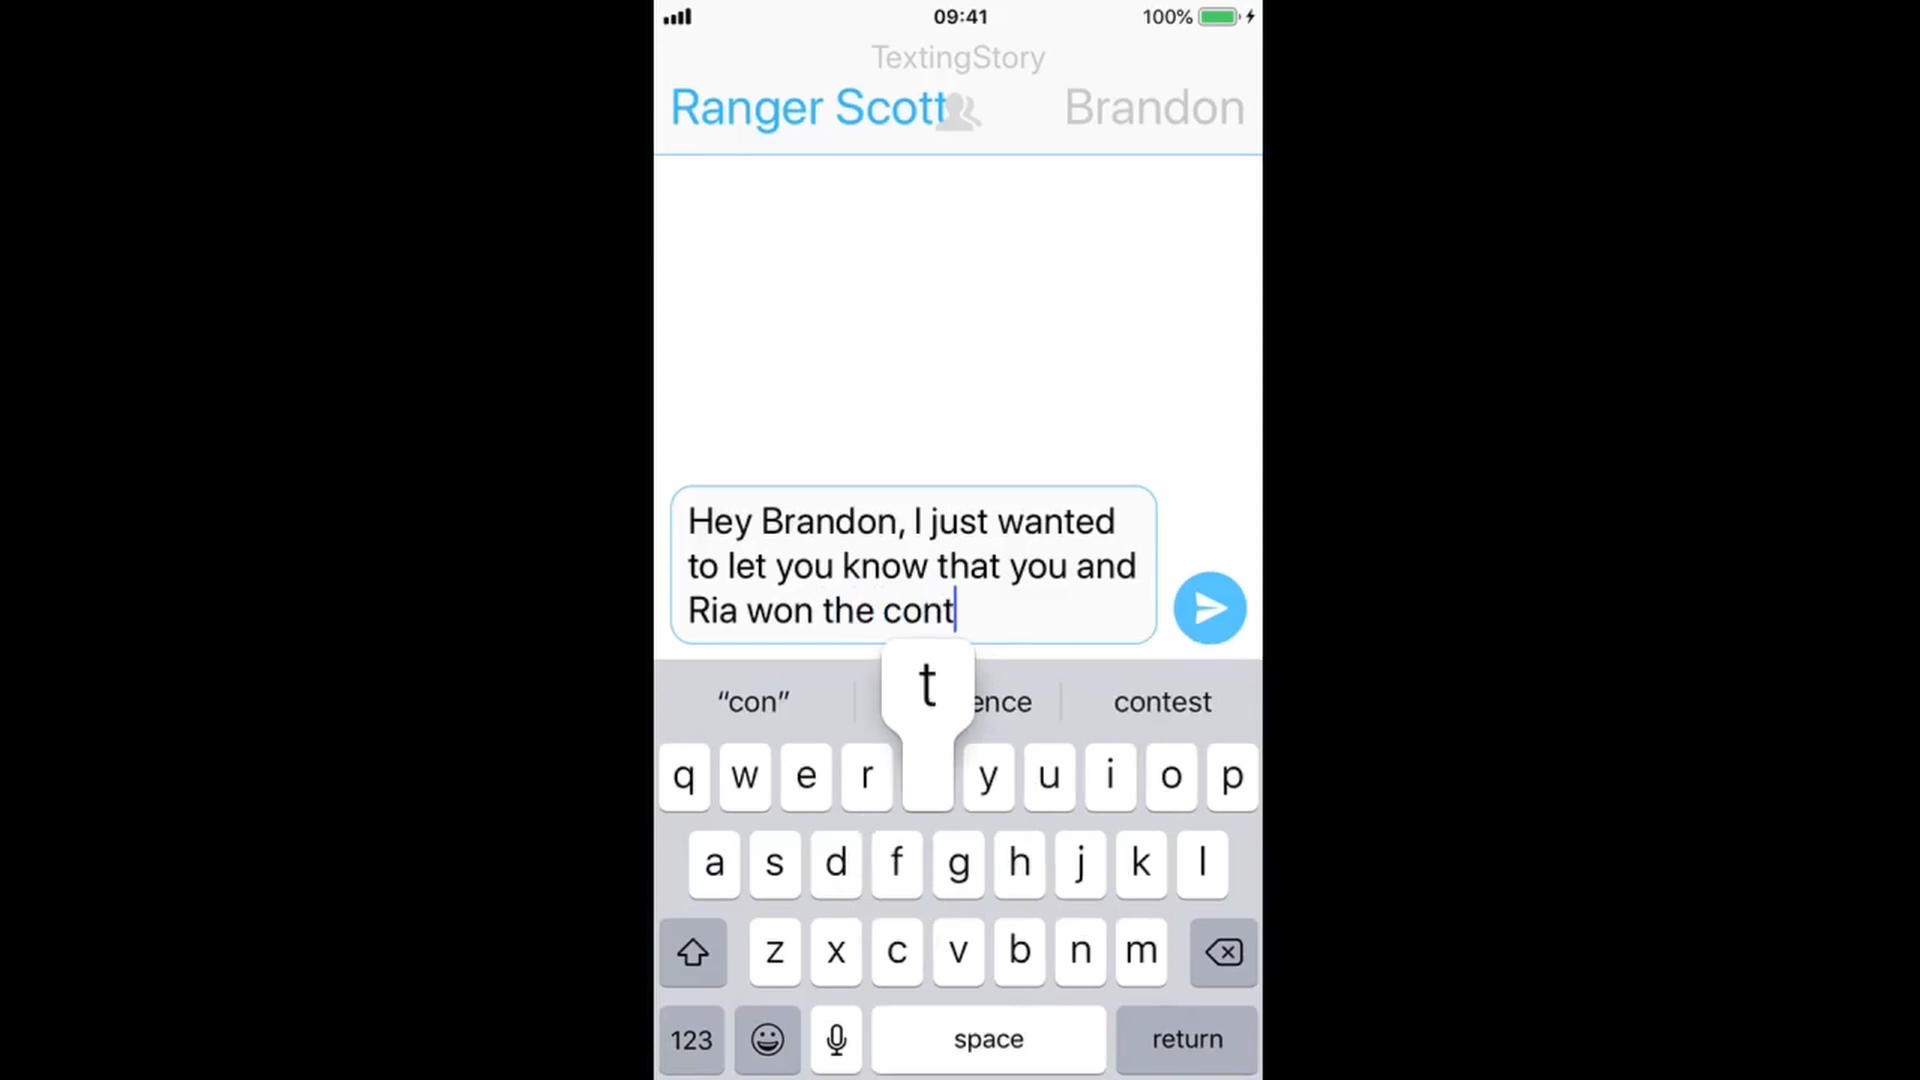 09:41 100%
TextingStory
Ranger Scott Brandon
Hey Brandon, I just wanted
to let you know that you and
Ria won the cont
t
“con” ence contest
q w e r y u i o p
a s d f g h j k l
z x c v b n m
123 space return